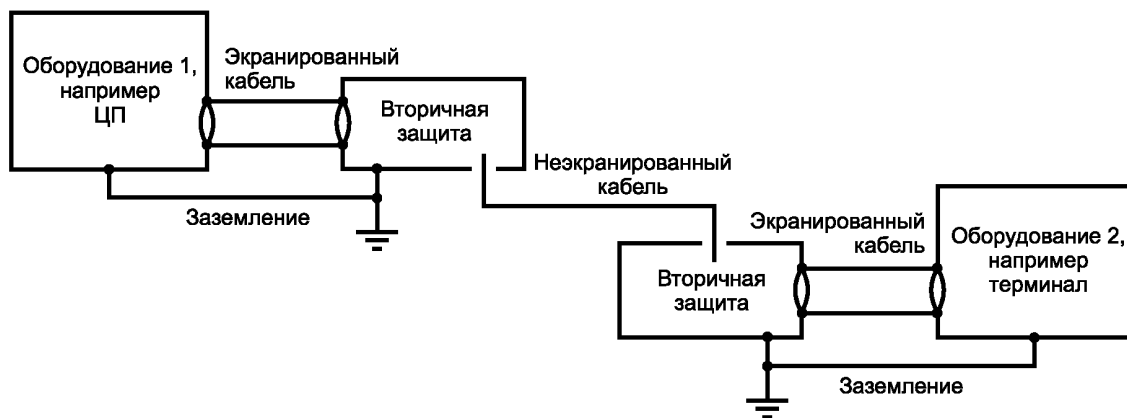 Оборудование 1,
например
ЦП
Экранированный
кабель
Вторичная
защита
Заземление
Неэкранированный
кабель
Экранированный
кабель
Вторичная
защита
Оборудование 2,
например
терминал
Заземление